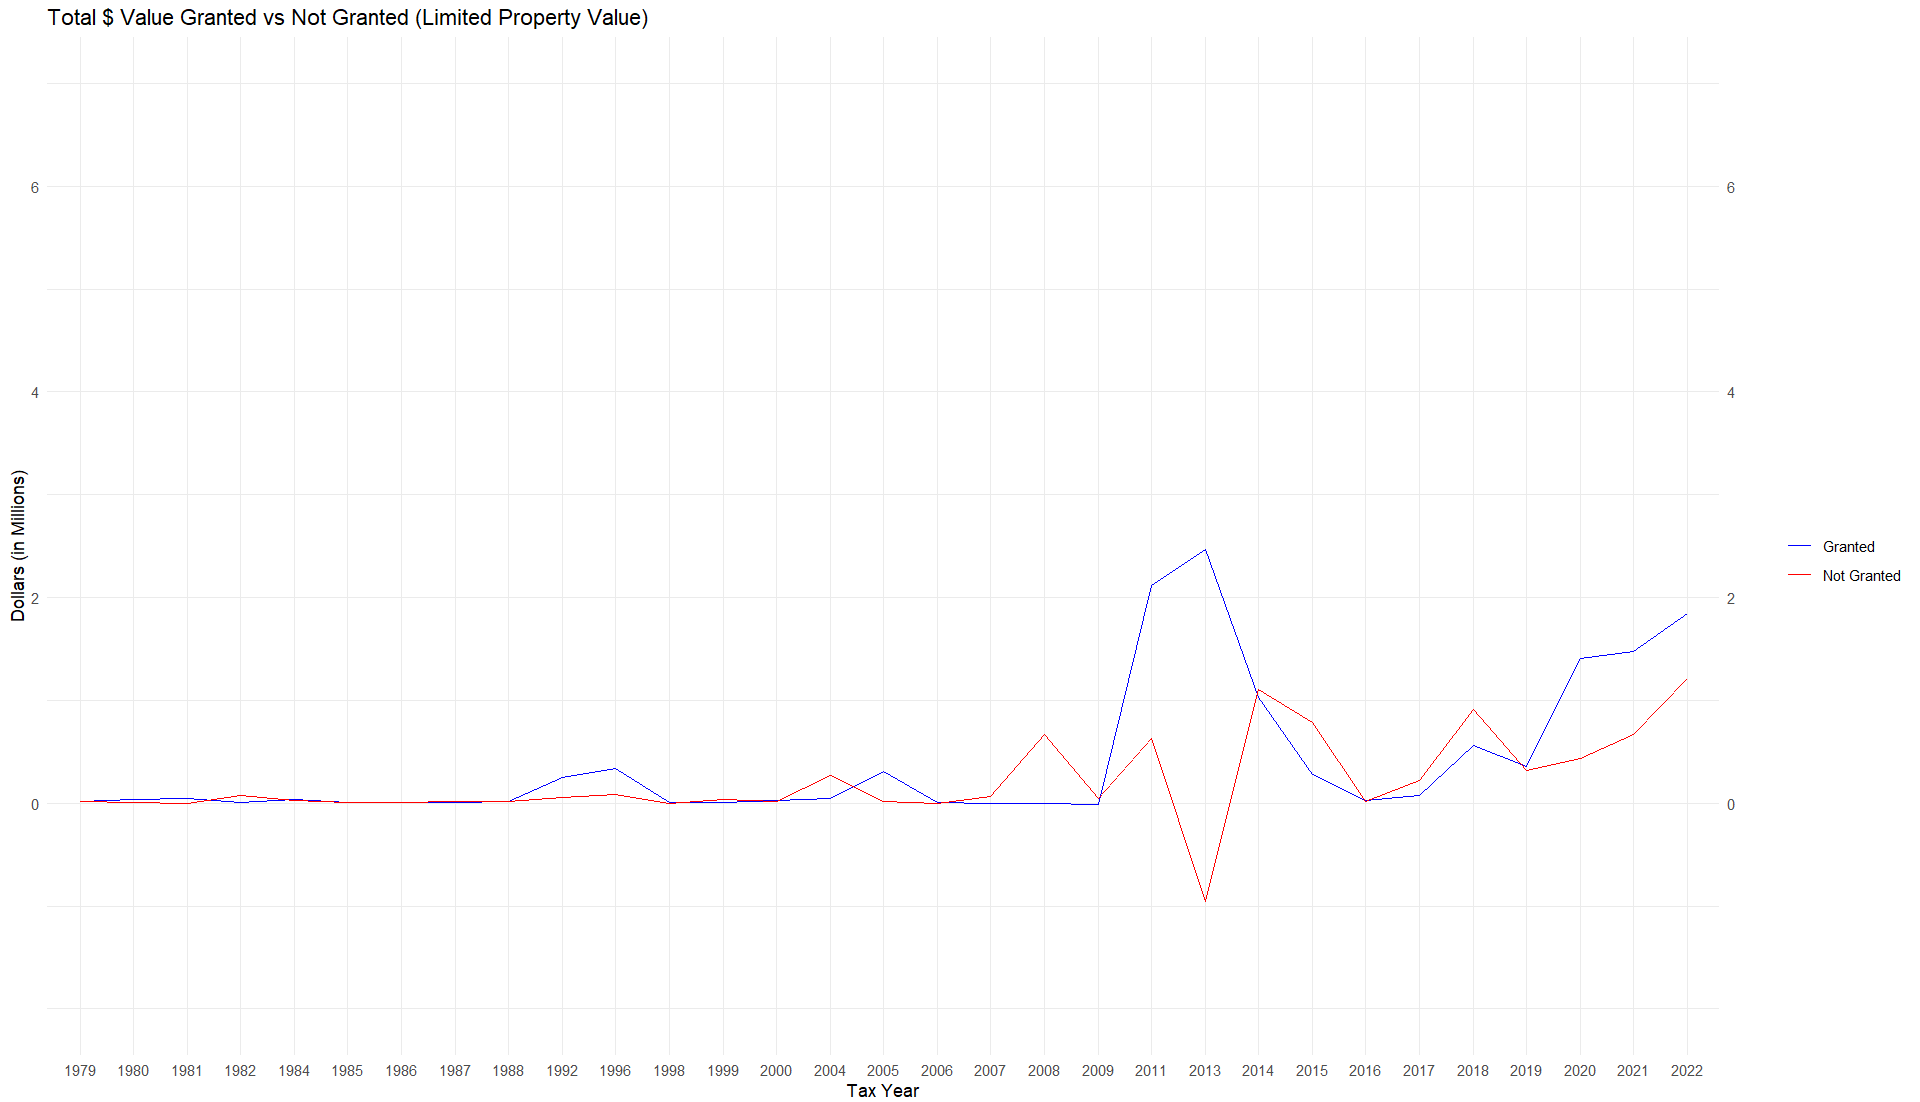 Total $ Value Granted vs Not Granted (Limited Property Value)
6
4
2
0
Dollars (in Millions)
6
4
2
0
Granted
Not Granted
1979 1980 1981 1982 1984 1985 1986 1987 1988 1992 1996 1998 1999 2000 2004 2005 2006 2007 2008 2009 2011 2013 2014 2015 2016 2017 2018 2019 2020 2021 2022
Tax Year